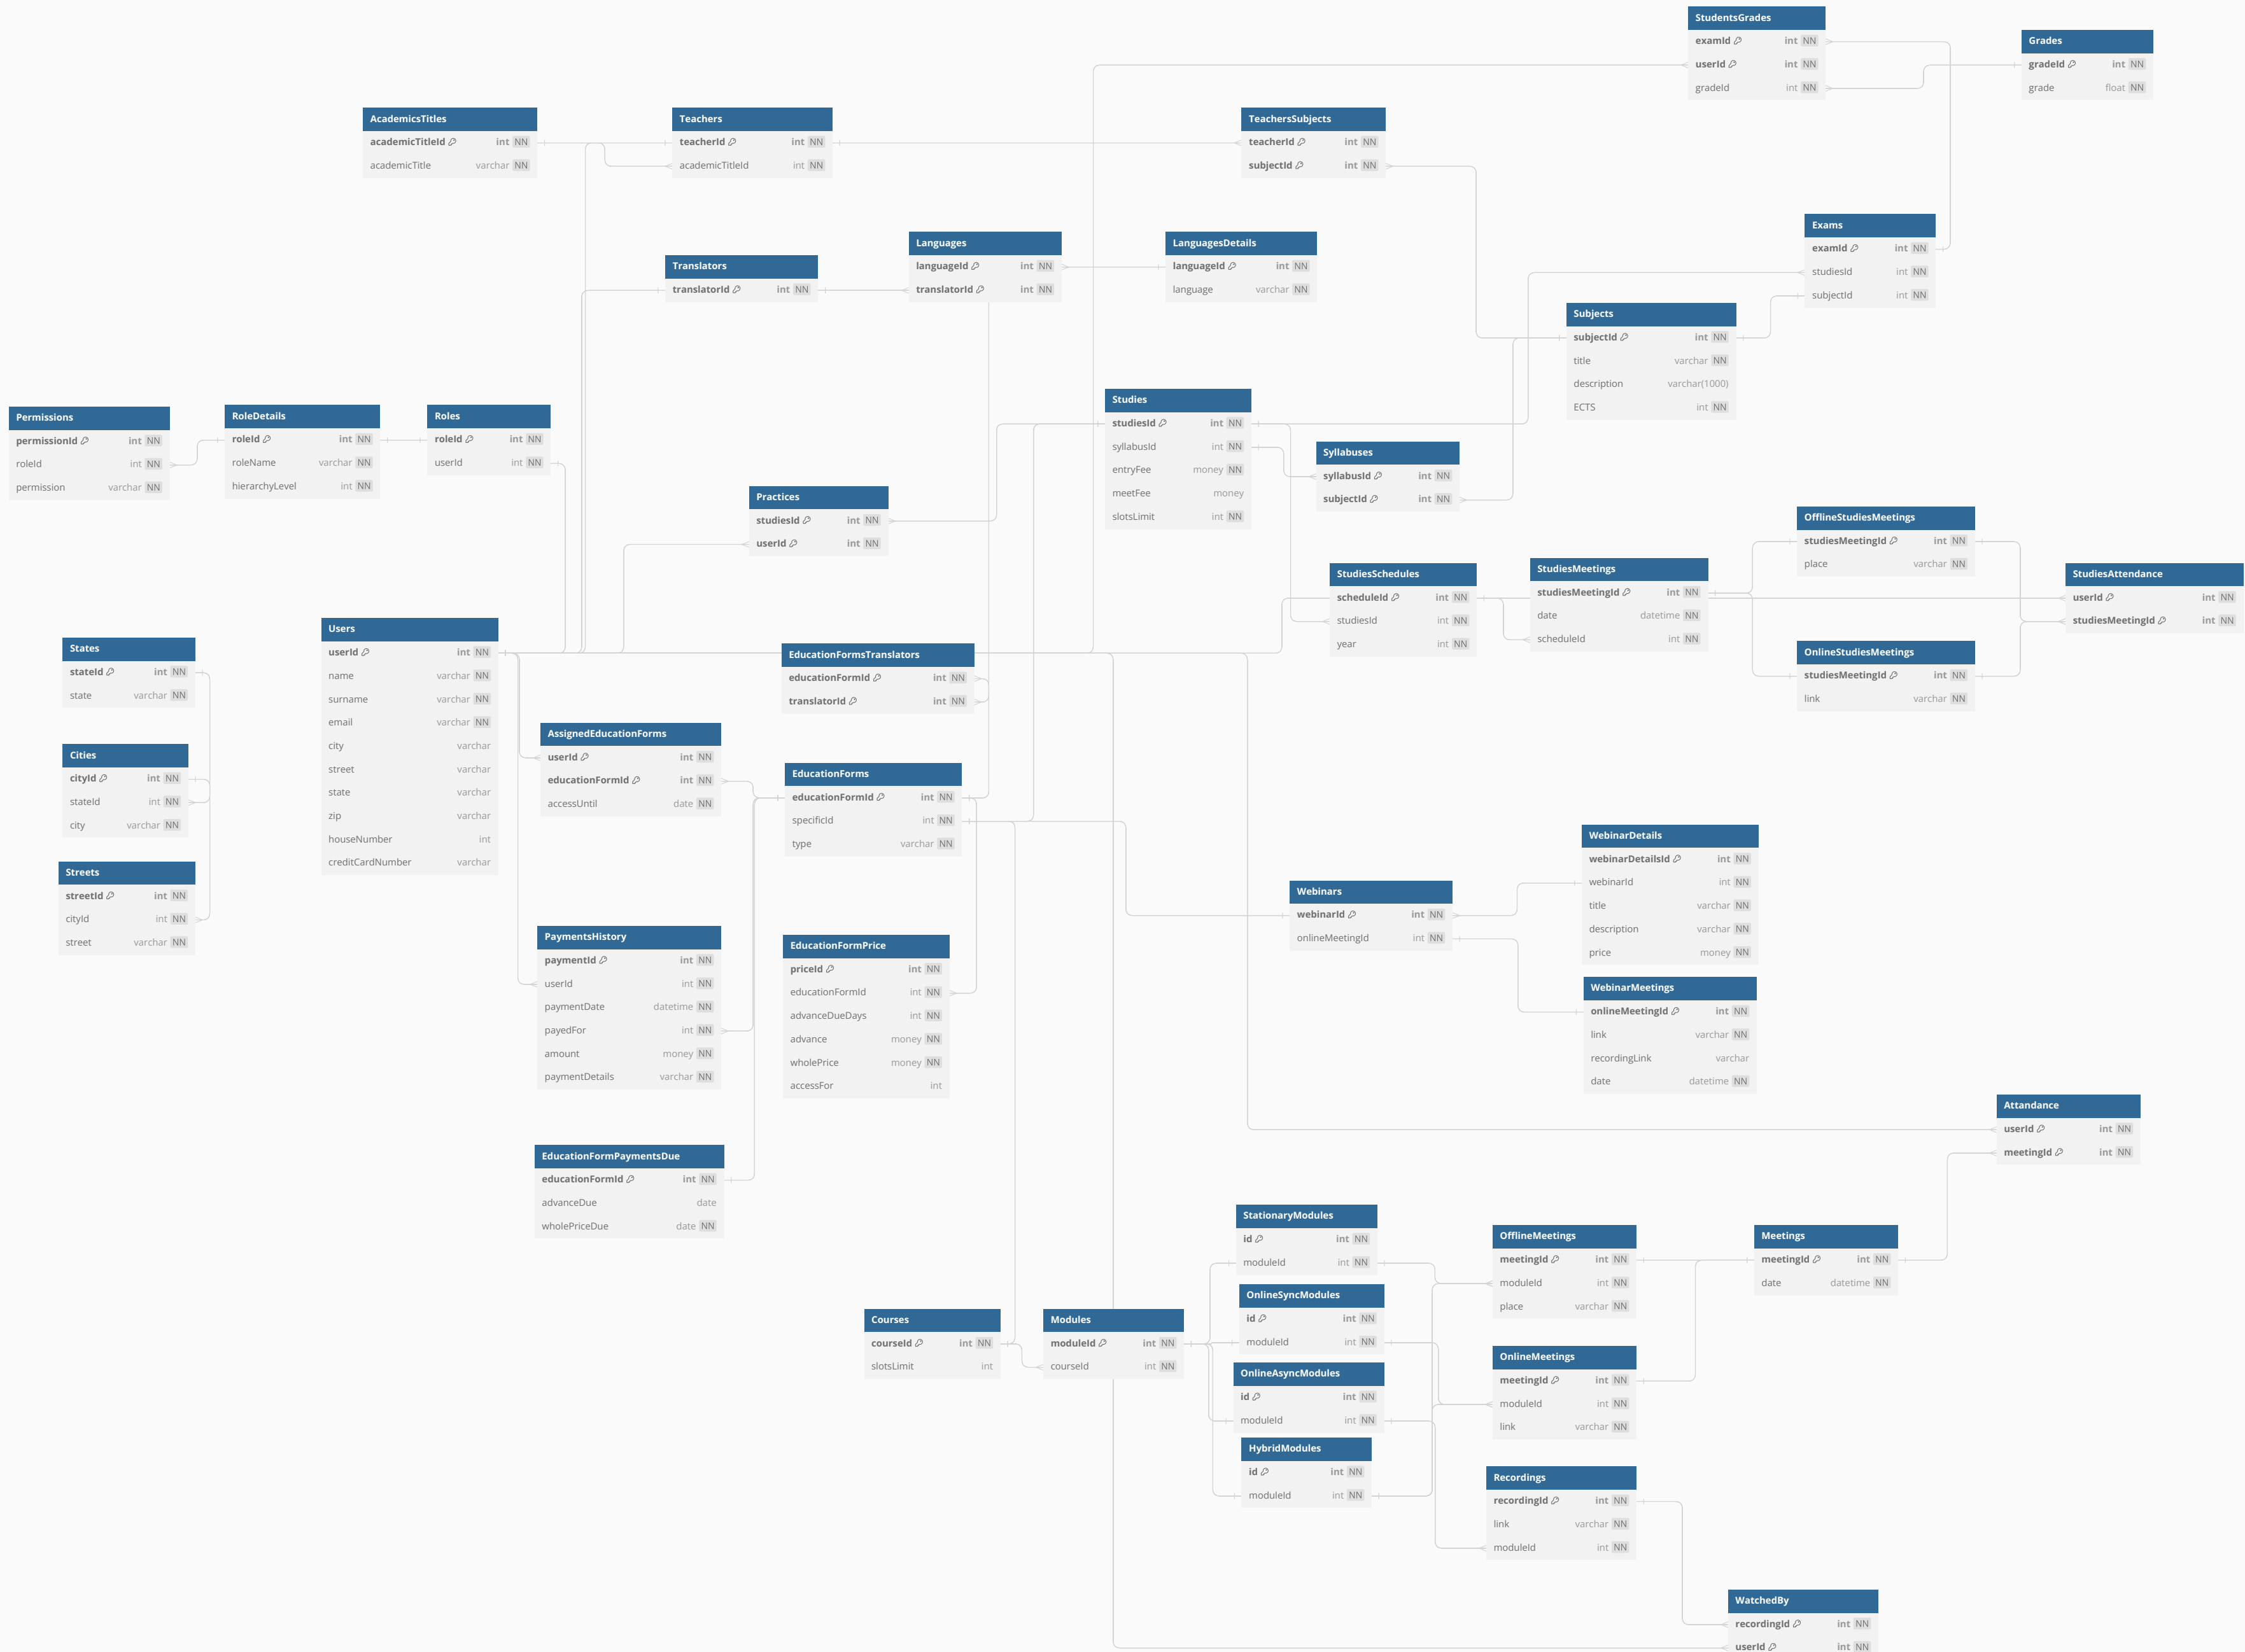 StudentsGrades
examId int NN
userId int NN
gradeId int NN
Grades
gradeId int NN
grade float NN
AcademicsTitles
academicTitleId int NN
academicTitle varchar NN
Teachers
teacherId int NN
academicTitleId int NN
TeachersSubjects
teacherId int NN
subjectId int NN
Exams
examId int NN
studiesId int NN
subjectId int NN
Translators
translatorId int NN
Languages
languageId int NN
translatorId int NN
LanguagesDetails
languageId int NN
language varchar NN
Subjects
subjectId int NN
title varchar NN
description varchar(1000)
ECTS int NN
Permissions
permissionId int NN
roleId int NN
permission varchar NN
RoleDetails
roleId int NN
roleName varchar NN
hierarchyLevel int NN
Roles
roleId int NN
userId int NN
Studies
studiesId int NN
syllabusId int NN
entryFee money NN
meetFee money
slotsLimit int NN
Syllabuses
syllabusId int NN
subjectId int NN
Practices
studiesId int NN
userId int NN
OfflineStudiesMeetings
studiesMeetingId int NN
place varchar NN
StudiesSchedules
scheduleId int NN
studiesId int NN
year int NN
StudiesMeetings
studiesMeetingId int NN
date datetime NN
scheduleId int NN
StudiesAttendance
userId int NN
studiesMeetingId int NN
OnlineStudiesMeetings
studiesMeetingId int NN
link varchar NN
Users
userId int NN
name varchar NN
surname varchar NN
email varchar NN
city varchar
street varchar
state varchar
zip varchar
houseNumber int
creditCardNumber varchar
States
stateId int NN
state varchar NN
Cities
cityId int NN
stateId int NN
city varchar NN
Streets
streetId int NN
cityId int NN
street varchar NN
EducationFormsTranslators
educationFormId int NN
translatorId int NN
AssignedEducationForms
userId int NN
educationFormId int NN
accessUntil date NN
EducationForms
educationFormId int NN
specificId int NN
type varchar NN
WebinarDetails
webinarDetailsId int NN
webinarId int NN
title varchar NN
description varchar NN
price money NN
Webinars
webinarId int NN
onlineMeetingId int NN
PaymentsHistory
paymentId int NN
userId int NN
paymentDate datetime NN
payedFor int NN
amount money NN
paymentDetails varchar NN
EducationFormPrice
priceId int NN
educationFormId int NN
advanceDueDays int NN
advance money NN
wholePrice money NN
accessFor int
WebinarMeetings
onlineMeetingId int NN
link varchar NN
recordingLink varchar
date datetime NN
Attandance
userId int NN
meetingId int NN
EducationFormPaymentsDue
educationFormId int NN
advanceDue date
wholePriceDue date NN
StationaryModules
id int NN
moduleId int NN
OfflineMeetings
meetingId int NN
moduleId int NN
place varchar NN
Meetings
meetingId int NN
date datetime NN
OnlineSyncModules
id int NN
moduleId int NN
Courses
courseId int NN
slotsLimit int
Modules
moduleId int NN
courseId int NN
OnlineMeetings
meetingId int NN
moduleId int NN
link varchar NN
OnlineAsyncModules
id int NN
moduleId int NN
HybridModules
id int NN
moduleId int NN
Recordings
recordingId int NN
link varchar NN
moduleId int NN
WatchedBy
recordingId int NN
userId int NN